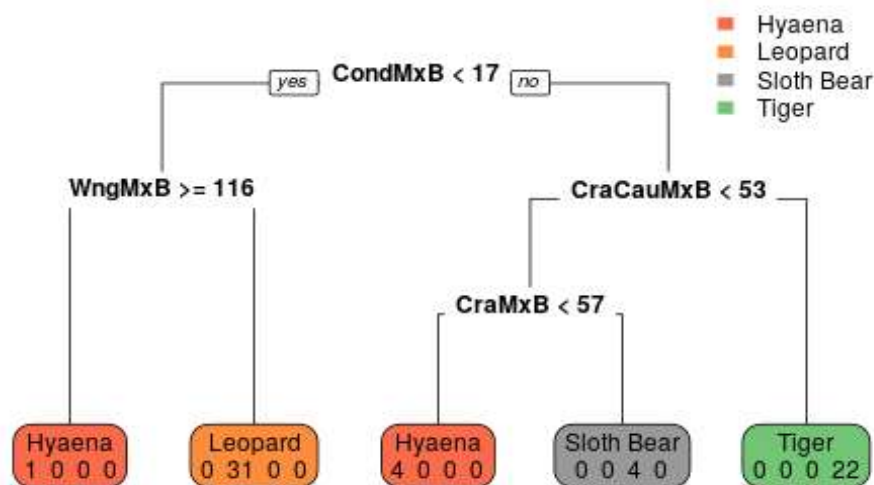 Hyaena
Leopard
Sloth Bear
Tiger
yes CondMxB < 17 no
WngMxB >= 116
CraCauMxB < 53
CraMxB < 57
Hyaena
1 0 0 0
Leopard
0 31 0 0
Hyaena
4 0 0 0
Sloth Bear
0 0 4 0
Tiger
0 0 0 22